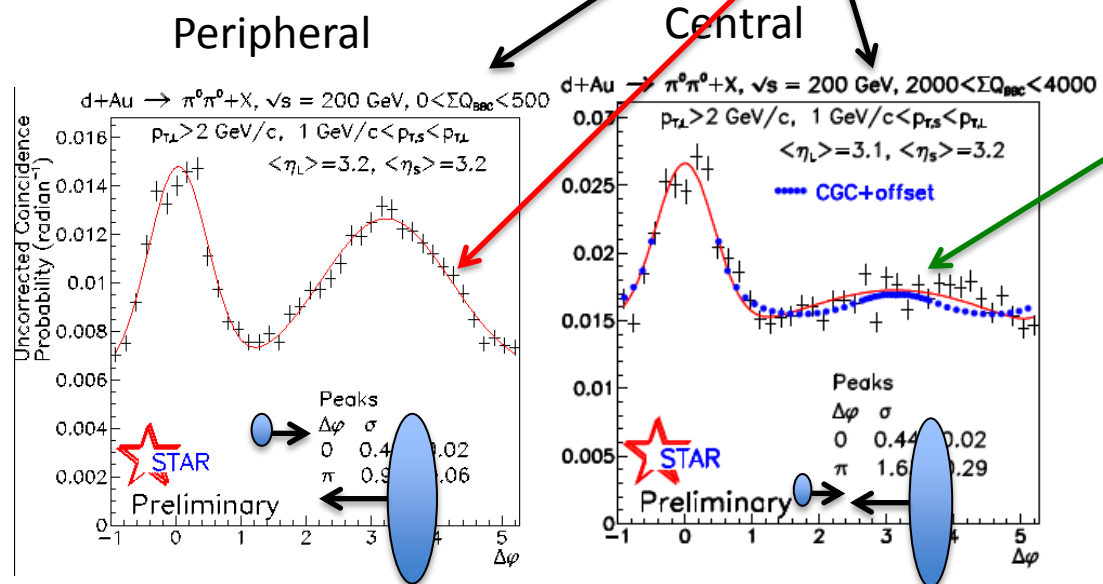 Peripheral
d+Au → π⁰π⁰+X, √s = 200 GeV, 0<ΣQ_BBC<500
p_T,L>2 GeV/c, 1 GeV/c<p_T,S<p_T,L
<η_L>=3.2, <η_S>=3.2
Uncorrected Coincidence
Probability (radian⁻¹)
0.016
0.014
0.012
0.01
0.008
0.006
0.004
0.002
0
Peaks
Δφ σ
0 0.4 0.02
π 0.9 0.06
STAR
Preliminary
-1 0 1 2 3 4 5
Δφ
Central
d+Au → π⁰π⁰+X, √s = 200 GeV, 2000<ΣQ_BBC<4000
p_T,L>2 GeV/c, 1 GeV/c<p_T,S<p_T,L
<η_L>=3.1, <η_S>=3.2
CGC+offset
0.025
0.02
0.015
0.01
0.005
0
Peaks
Δφ σ
0 0.44 0.02
π 1.6 0.29
STAR
Preliminary
-1 0 1 2 3 4 5
Δφ